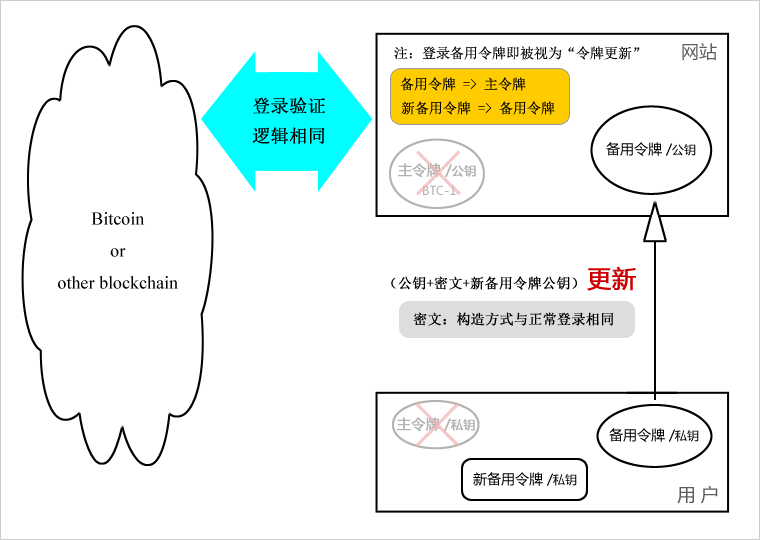 Bitcoin
or
other blockchain
登录验证
逻辑相同
注：登录备用令牌即被视为“令牌更新”
网站
备用令牌 => 主令牌
新备用令牌 => 备用令牌
主令牌 /公钥
BTC-1
备用令牌 /公钥
（公钥+密文+新备用令牌公钥）更新
密文：构造方式与正常登录相同
主令牌 /私钥
备用令牌 /私钥
新备用令牌 /私钥
用 户